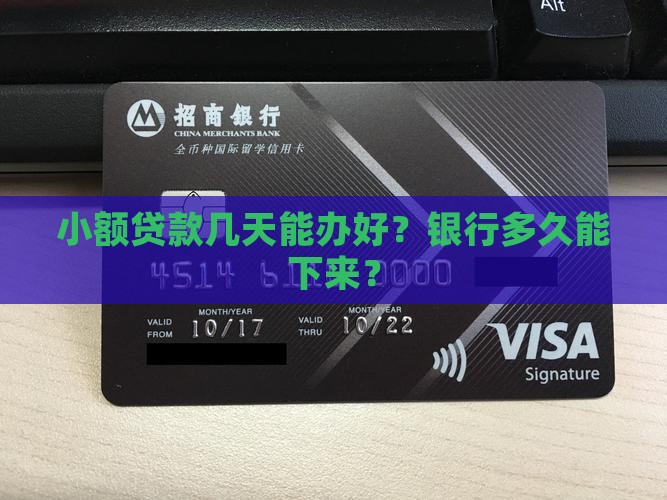 Alt
招商银行
CHINA MERCHANTS BANK
全币种国际留学信用卡
小额贷款几天能办好？银行多久能
下来？
MONTH/YEAR MONTH/YEAR
VALID FROM 10/17 VALID THRU 10/22
VISA
Signature